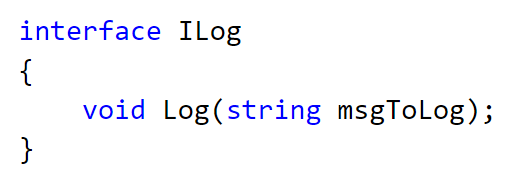 interface ILog
{
    void Log(string msgToLog);
}